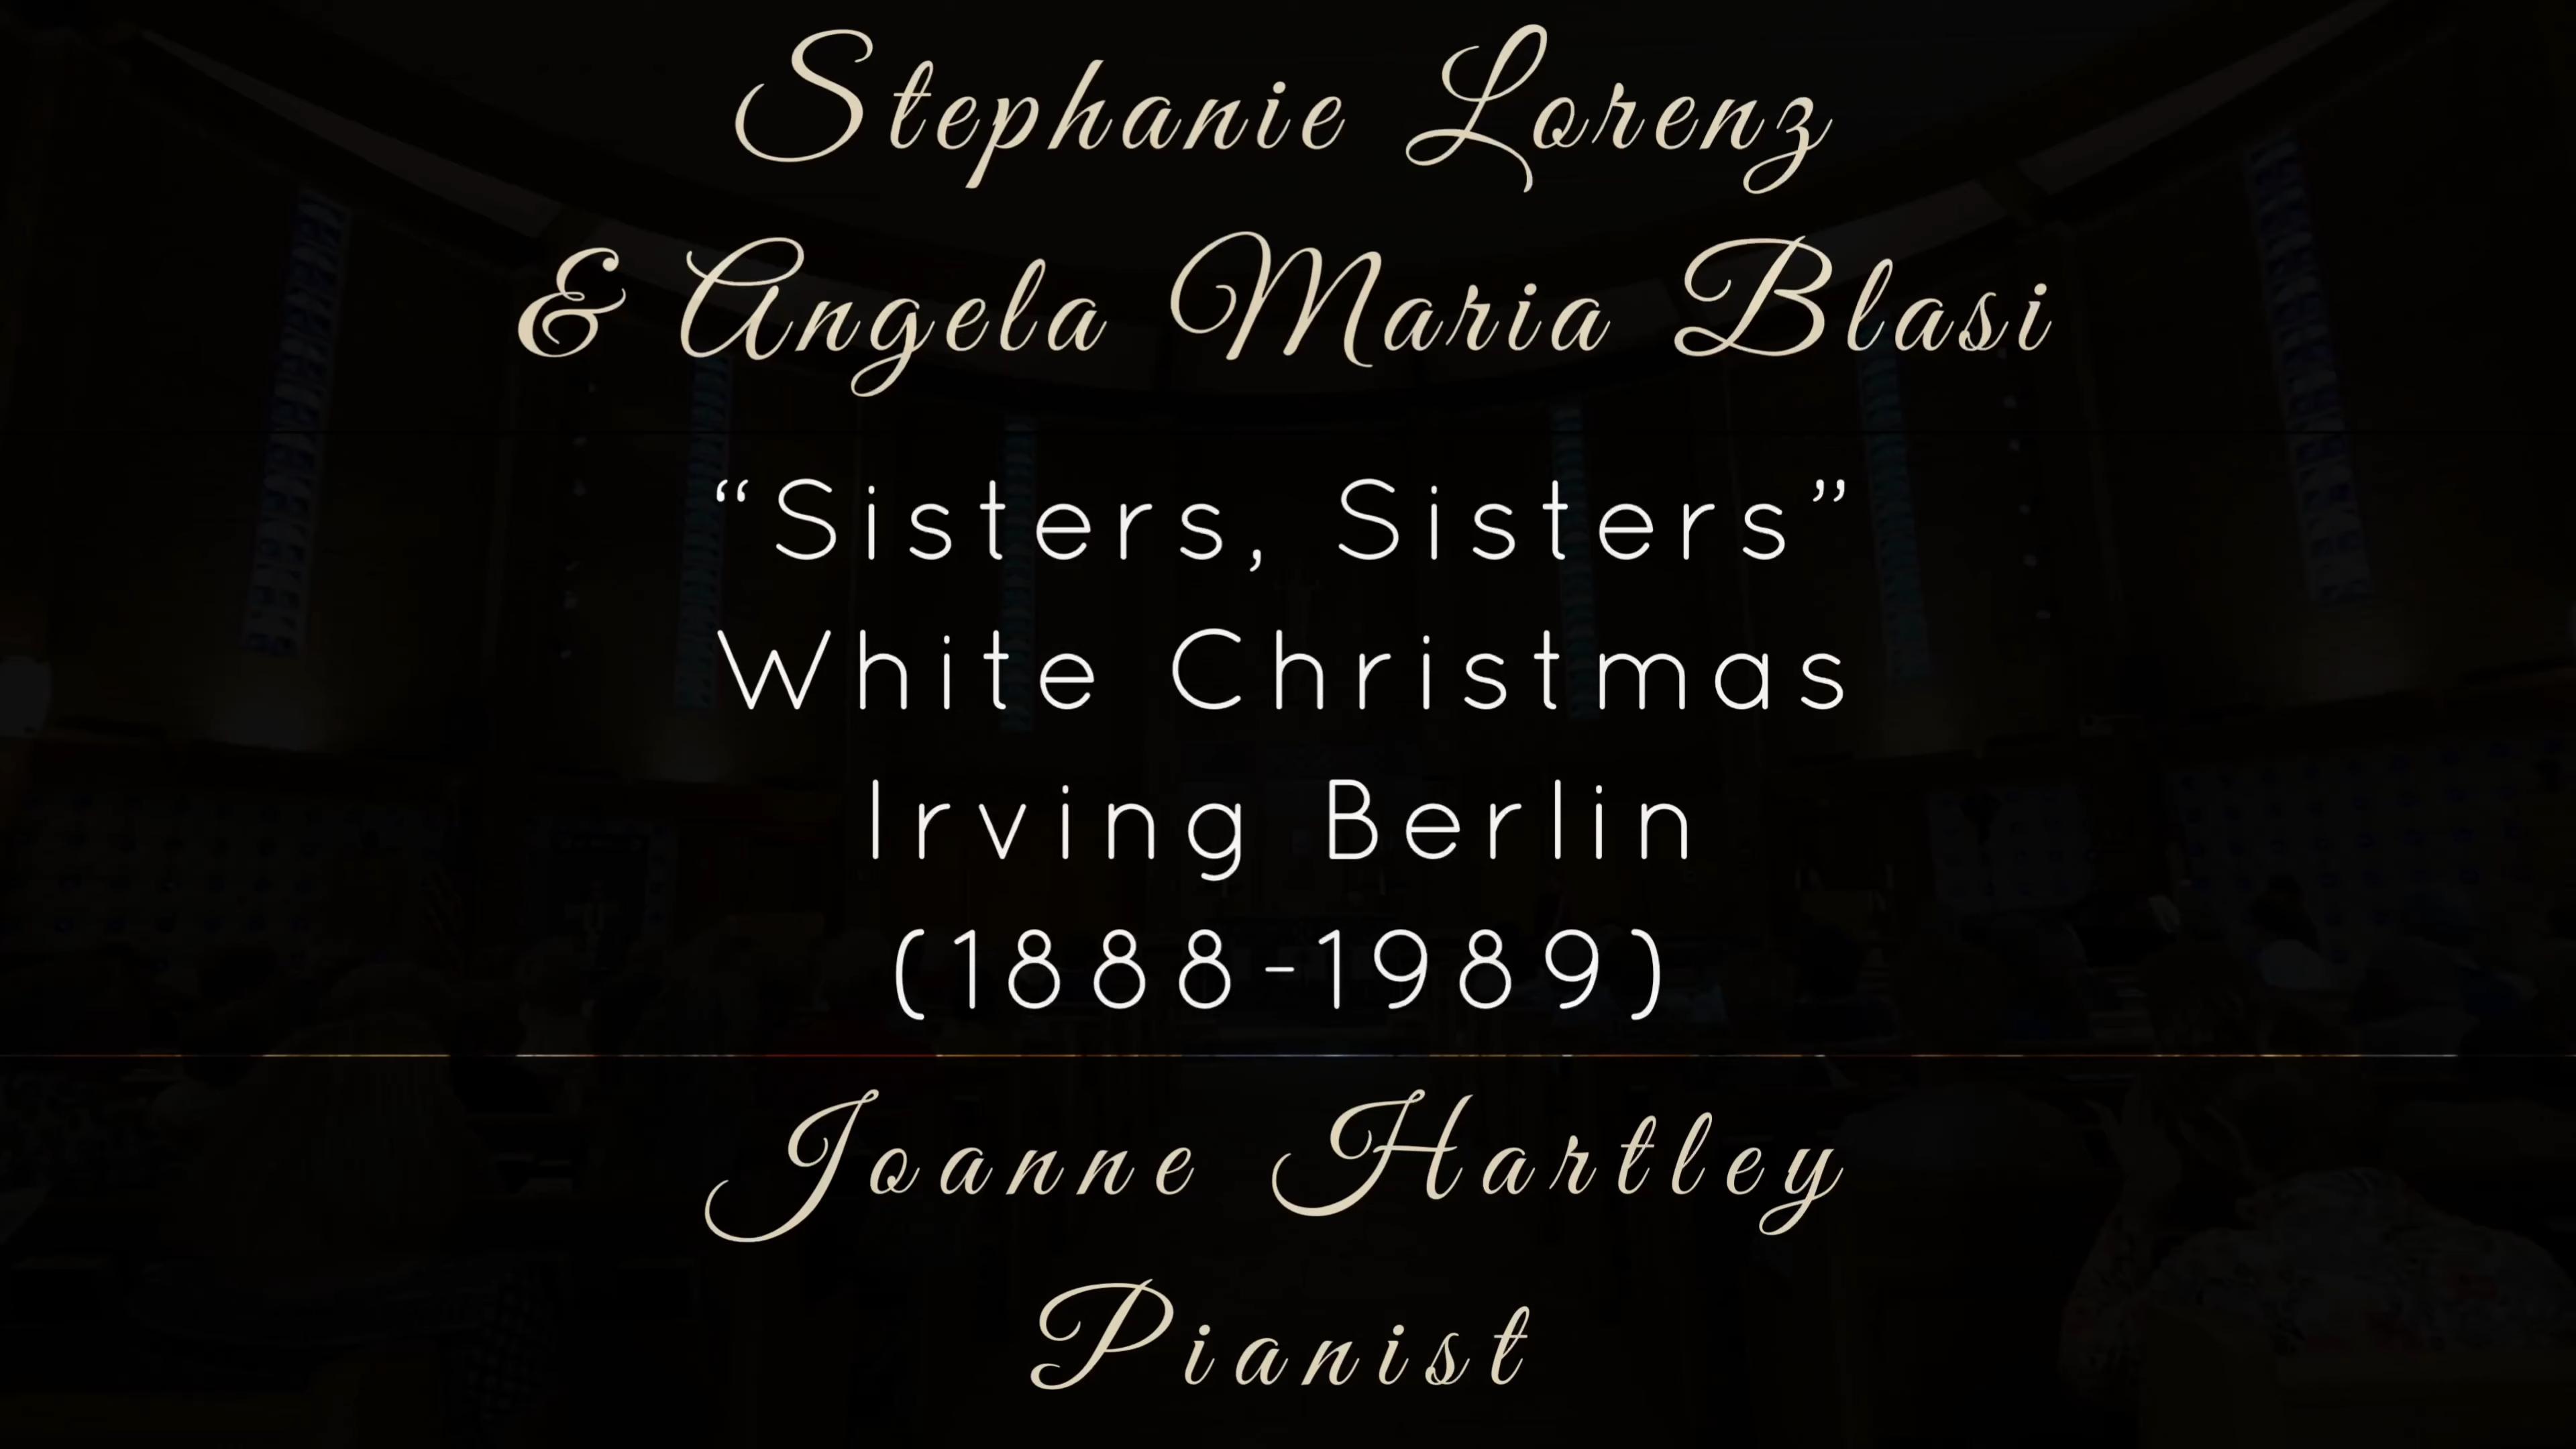 Stephanie Lorenz
& Angela Maria Blasi
“Sisters, Sisters”
White Christmas
Irving Berlin
(1888-1989)
Joanne Hartley
Pianist